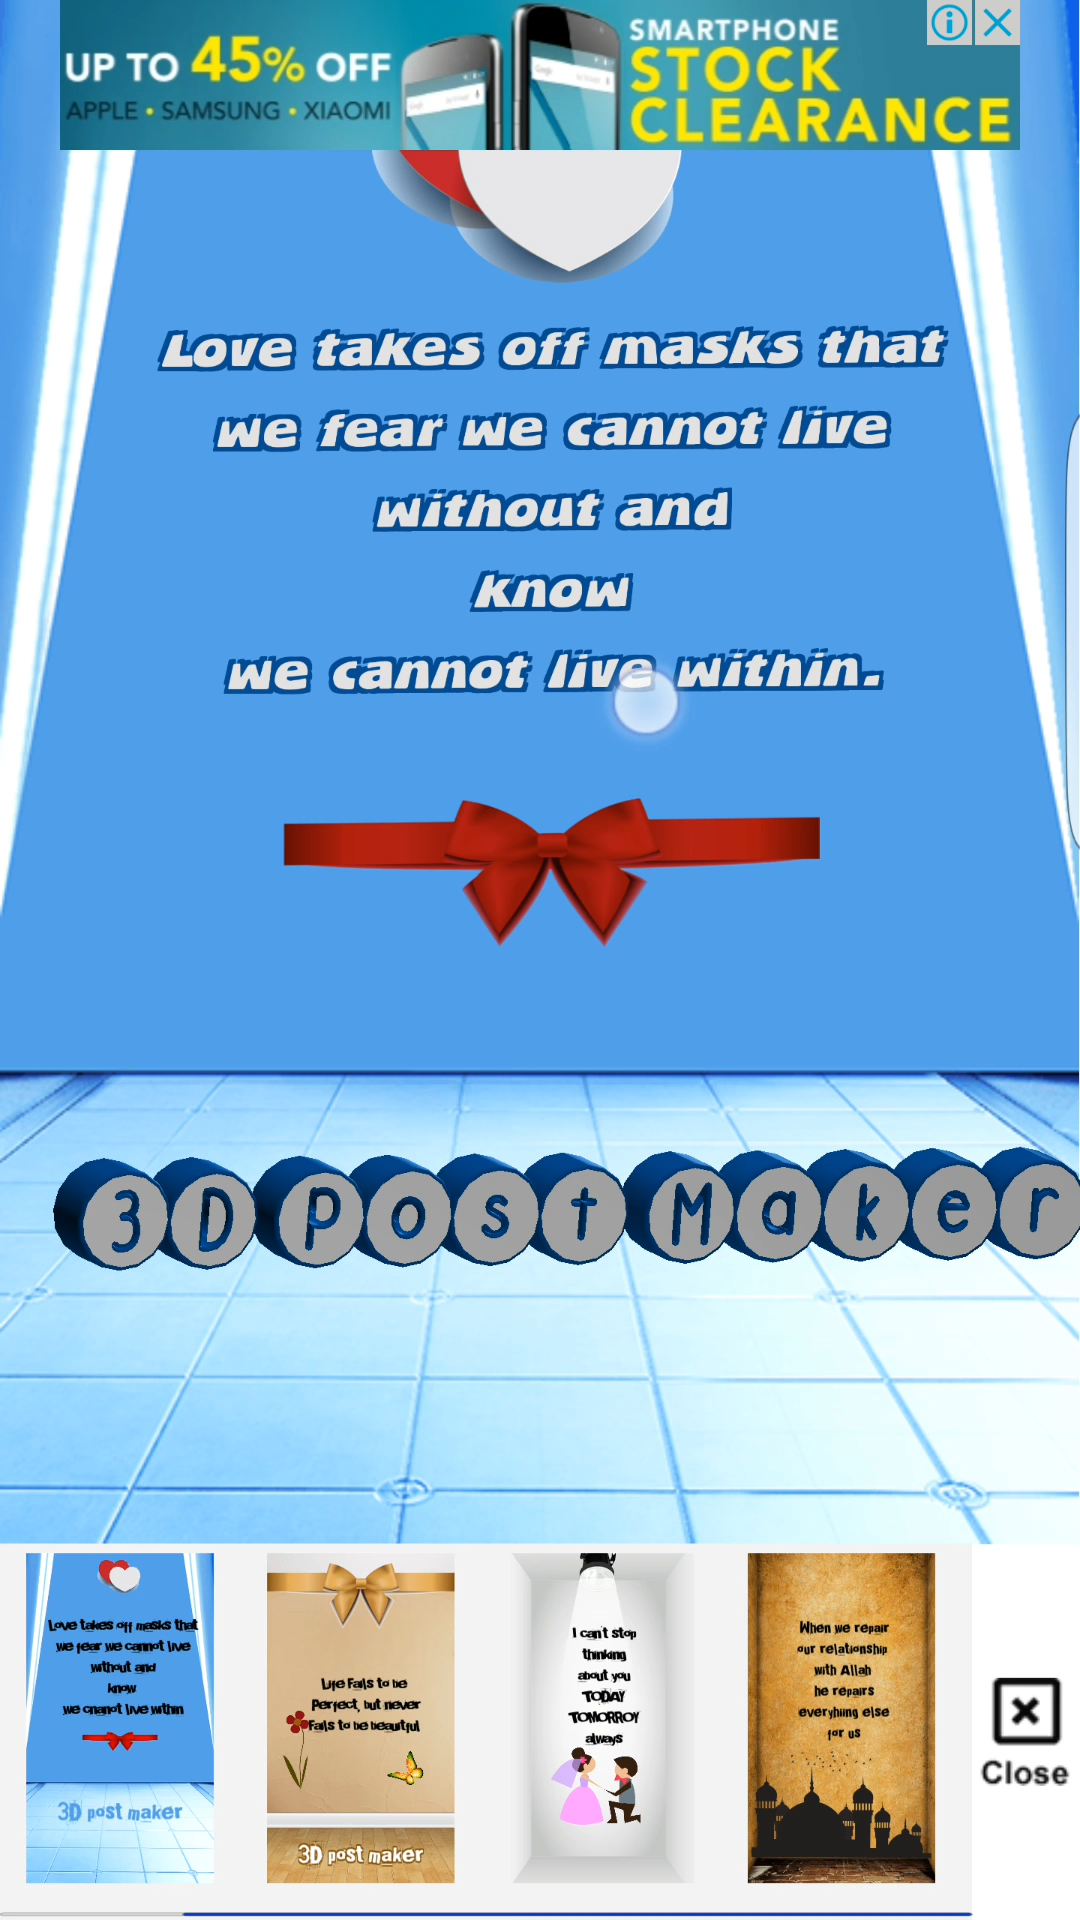 UP TO 45% OFF
APPLE • SAMSUNG • XIAOMI
SMARTPHONE
STOCK
CLEARANCE
Love takes off masks that
we fear we cannot live
without and
know
we cannot live within.
3D Post Maker
Love takes off masks that
we fear we cannot live
without and
know
we cnanot live within
3D post maker
Life Fails to be
Perfect, but never
Fails to be beautful
3D post maker
I can't stop
thinking
about you
TODAY
TOMORROY
always
When we repair
our relationship
with Allah
he repairs
everyhing else
for us
Close